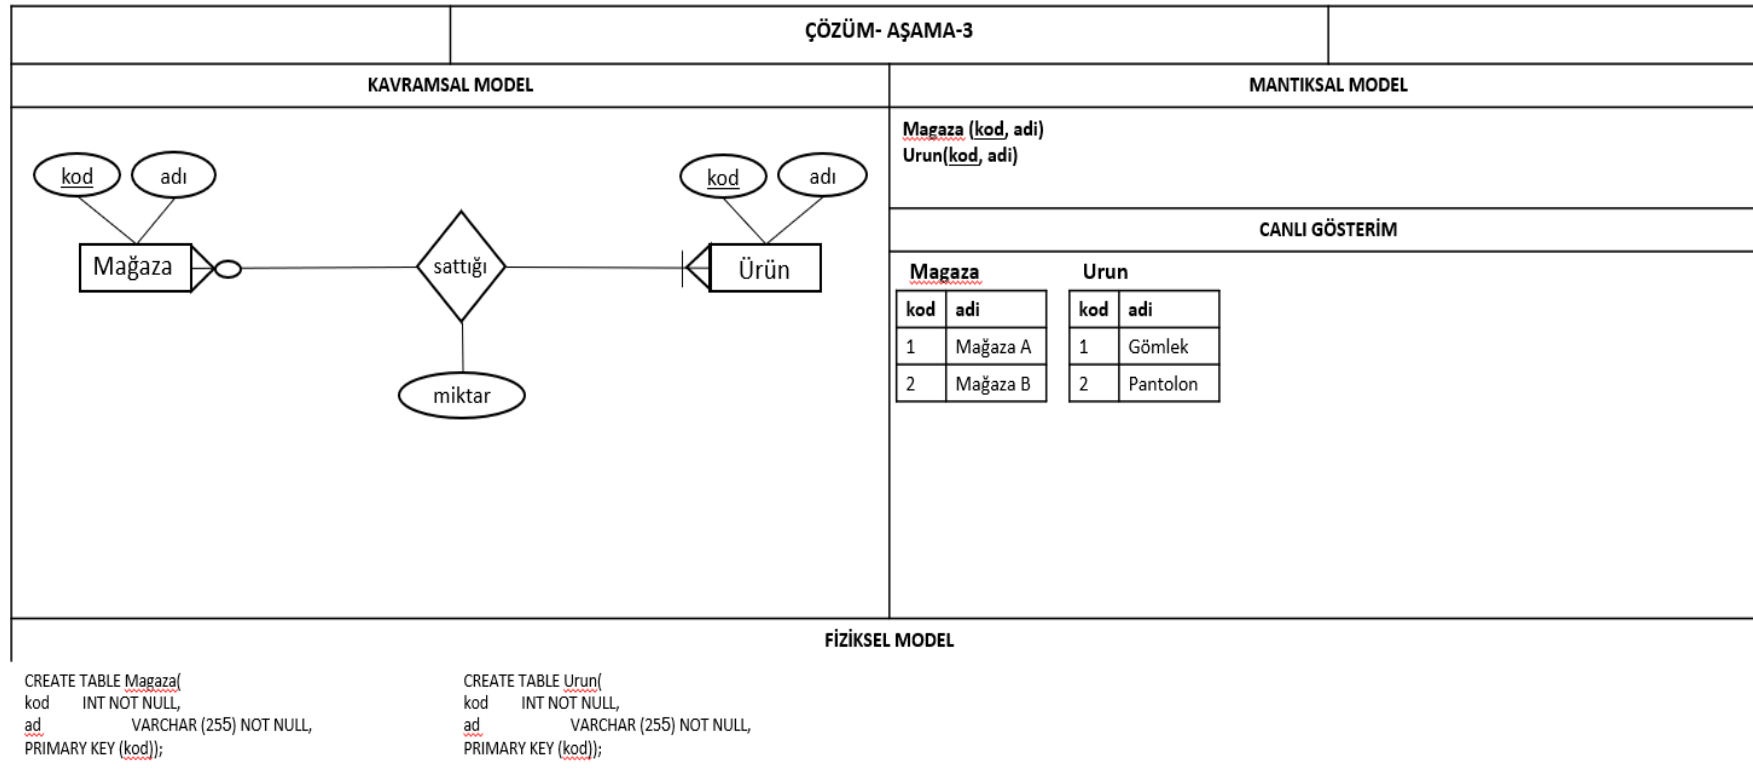 ÇÖZÜM- AŞAMA-3
KAVRAMSAL MODEL
MANTIKSAL MODEL
kod
adı
Mağaza
sattığı
miktar
kod
adı
Ürün
Magaza (kod, adi)
Urun(kod, adi)
CANLI GÖSTERİM
Magaza
kod adi
1 Mağaza A
2 Mağaza B
Urun
kod adi
1 Gömlek
2 Pantolon
FİZİKSEL MODEL
CREATE TABLE Magaza(
kod INT NOT NULL,
ad VARCHAR (255) NOT NULL,
PRIMARY KEY (kod));
CREATE TABLE Urun(
kod INT NOT NULL,
ad VARCHAR (255) NOT NULL,
PRIMARY KEY (kod));